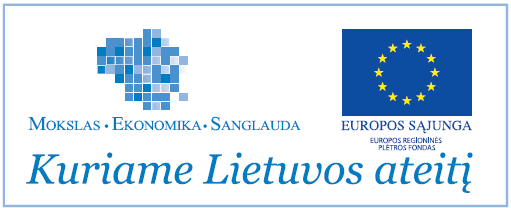 MOKSLAS • EKONOMIKA • SANGLAUDA
EUROPOS SĄJUNGA
EUROPOS REGIONINĖS
PLĖTROS FONDAS
Kuriame Lietuvos ateitį